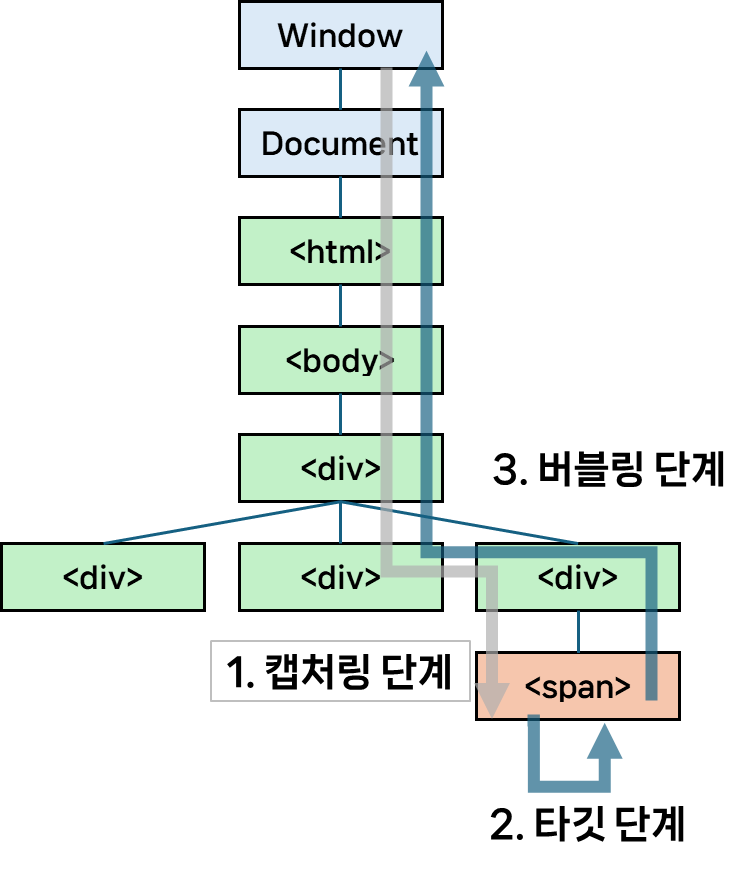 Window
Document
<html>
<body>
<div>
3. 버블링 단계
<div>
<div>
<div>
1. 캡처링 단계
<span>
2. 타깃 단계